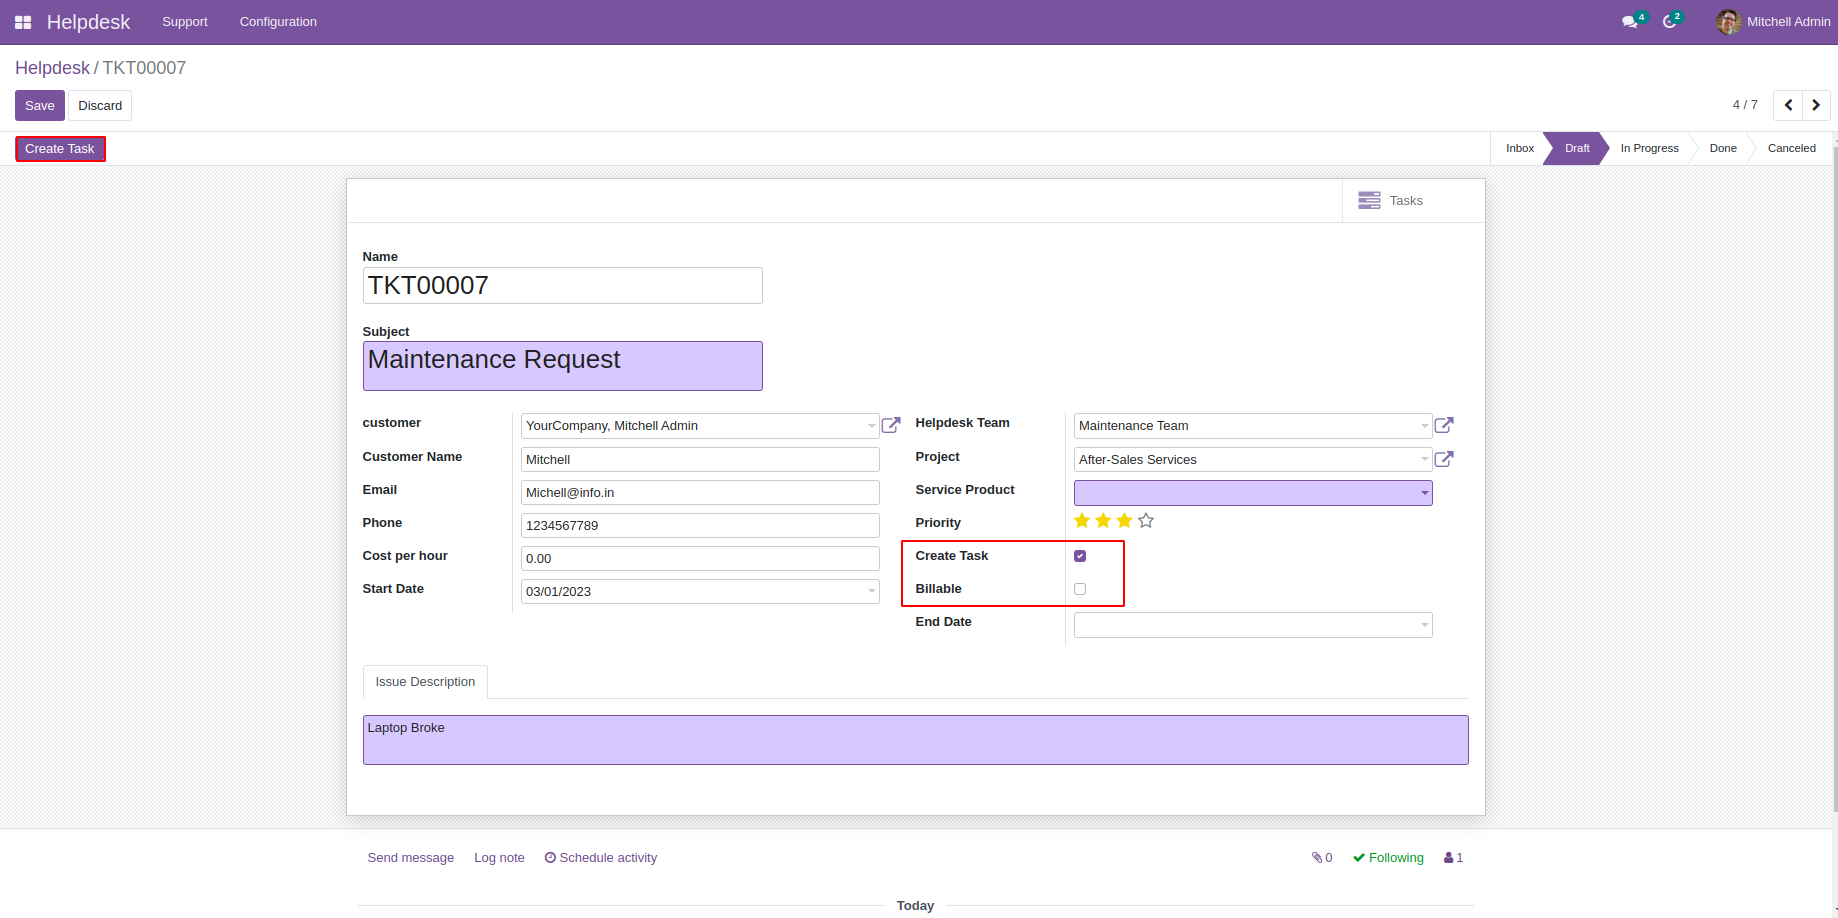 Helpdesk Support Configuration 4 2 Mitchell Admin
Helpdesk / TKT00007
Save Discard 4 / 7
Create Task Inbox Draft In Progress Done Canceled
Tasks
Name
TKT00007
Subject
Maintenance Request
customer YourCompany, Mitchell Admin Helpdesk Team Maintenance Team
Customer Name Mitchell Project After-Sales Services
Email Michell@info.in Service Product
Phone 1234567789 Priority
Cost per hour 0.00 Create Task
Start Date 03/01/2023 Billable
End Date
Issue Description
Laptop Broke
Send message Log note Schedule activity 0 Following 1
Today